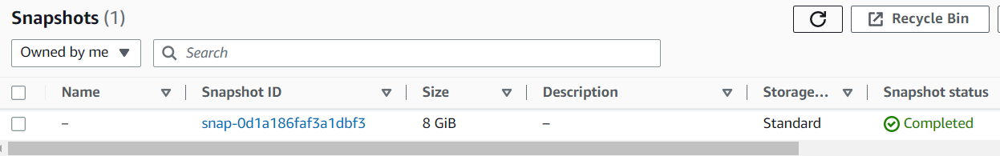 Snapshots (1)
Recycle Bin
Owned by me
Search
Name Snapshot ID Size Description Storage... Snapshot status
– snap-0d1a186faf3a1dbf3 8 GiB – Standard Completed